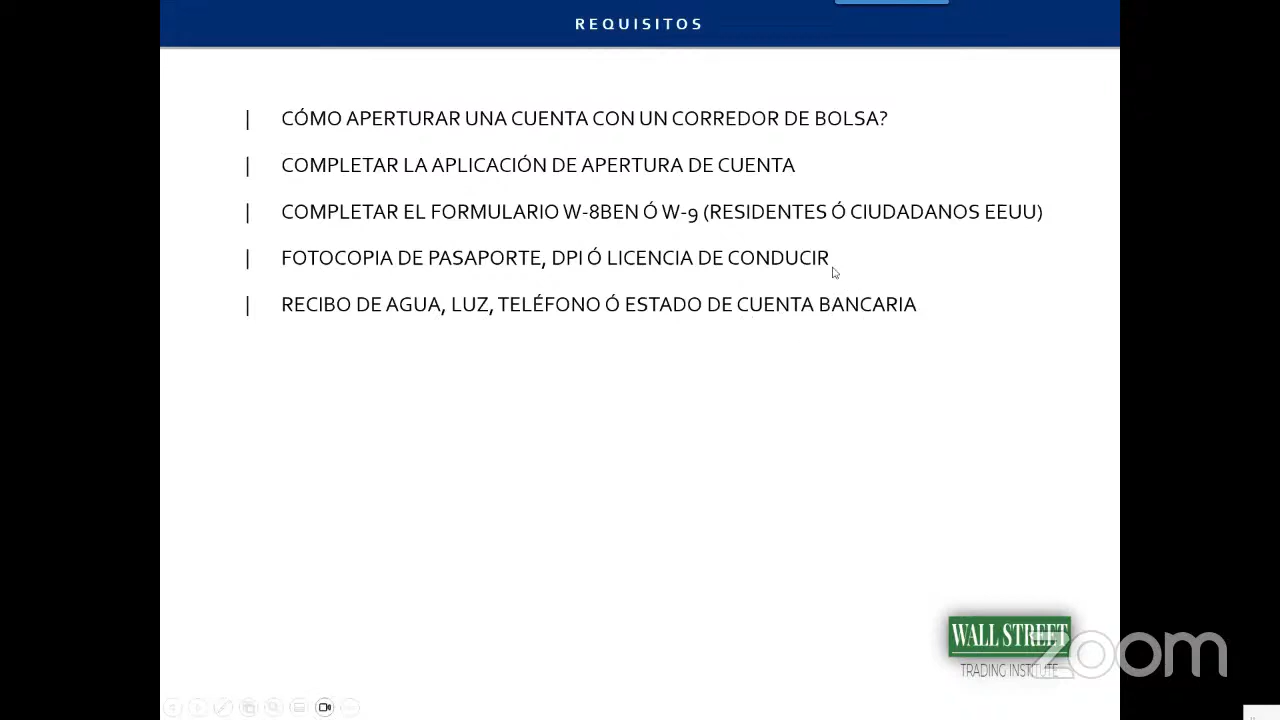 REQUISITOS
| CÓMO APERTURAR UNA CUENTA CON UN CORREDOR DE BOLSA?
| COMPLETAR LA APLICACIÓN DE APERTURA DE CUENTA
| COMPLETAR EL FORMULARIO W-8BEN Ó W-9 (RESIDENTES Ó CIUDADANOS EEUU)
| FOTOCOPIA DE PASAPORTE, DPI Ó LICENCIA DE CONDUCIR
| RECIBO DE AGUA, LUZ, TELÉFONO Ó ESTADO DE CUENTA BANCARIA
WALL STREET
zoom
TRADING INSTITUTE